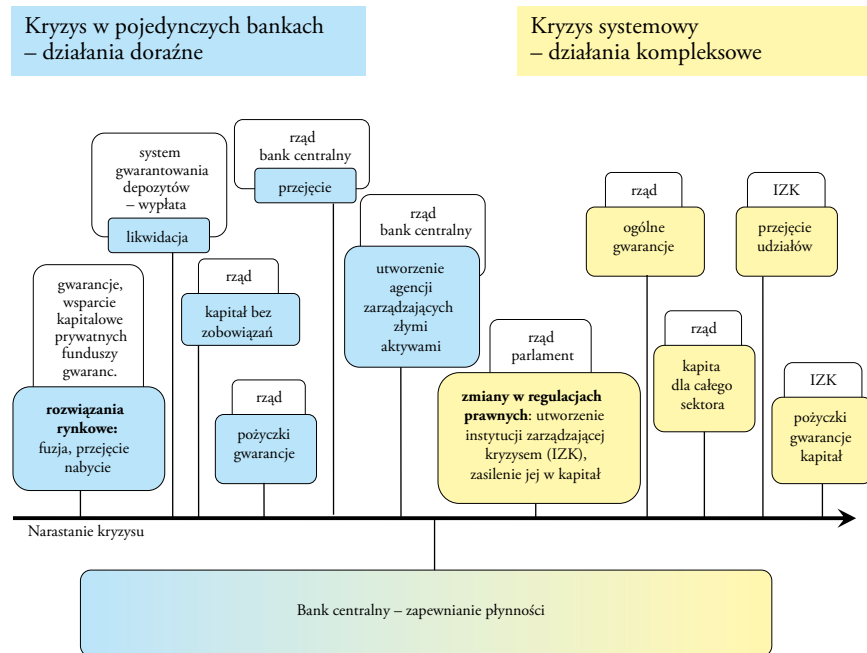 Kryzys w pojedynczych bankach
– działania doraźne
Kryzys systemowy
– działania kompleksowe
system
gwarantowania
depozytów
– wypłata
likwidacja
rząd
bank centralny
przejęcie
rząd
bank centralny
utworzenie
agencji
zarządzających
złymi
aktywami
rząd
ogólne
gwarancje
IZK
przejęcie
udziałów
gwarancje,
wsparcie
kapitałowe
prywatnych
funduszy
gwaranc.
rozwiązania
rynkowe:
fuzja, przejęcie
nabycie
rząd
kapitał bez
zobowiązań
rząd
pożyczki
gwarancje
rząd
parlament
zmiany w regulacjach
prawnych: utworzenie
instytucji zarządzającej
kryzysem (IZK),
zasilenie jej w kapitał
rząd
kapita
dla całego
sektora
IZK
pożyczki
gwarancje
kapitał
Narastanie kryzysu
Bank centralny – zapewnianie płynności